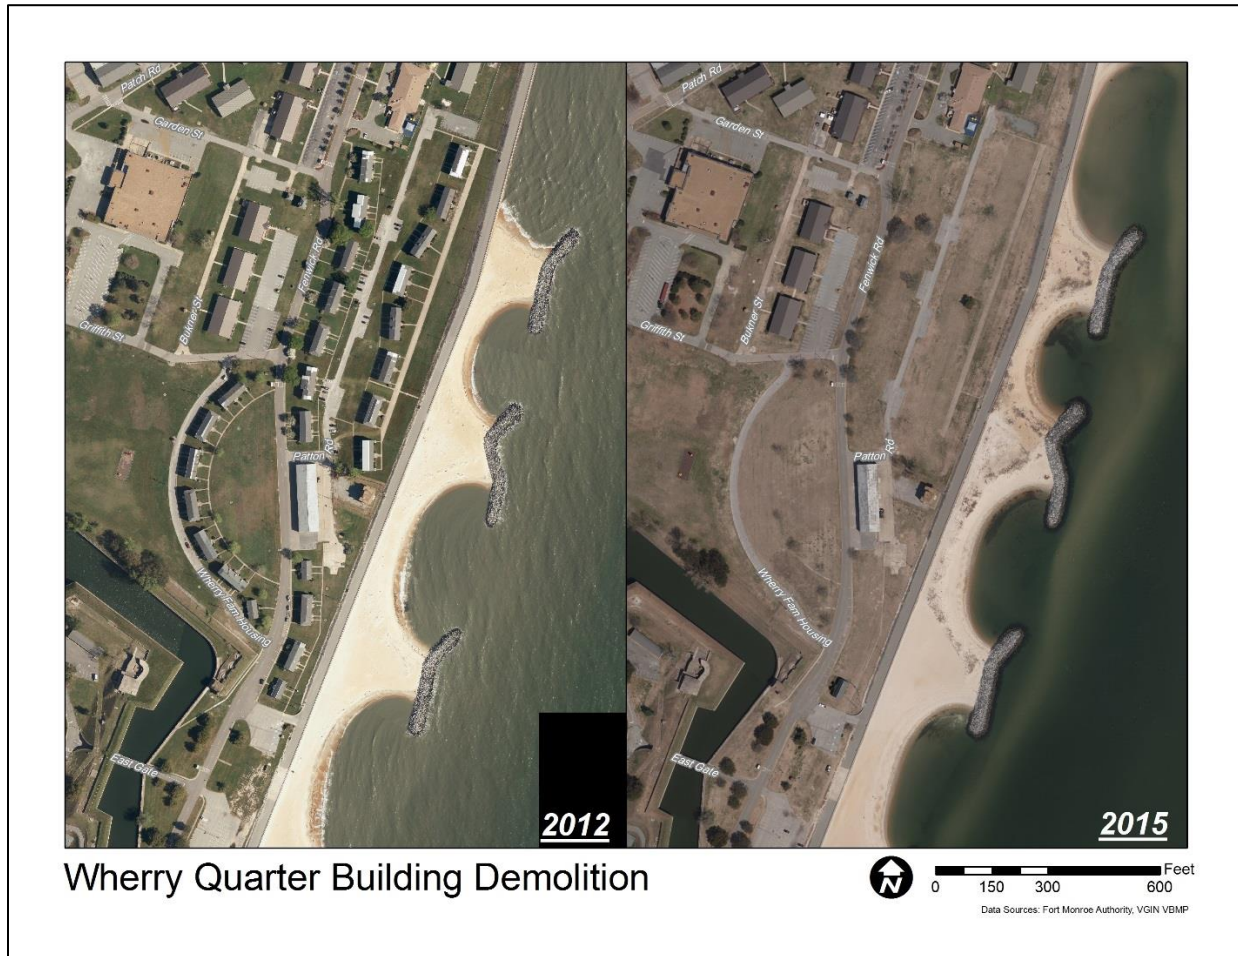 Patch Rd
Garden St
Fenwick Rd
Bukner St
Griffith St
Patton Rd
Wherry Fam Housing
East Gate
2012
Patch Rd
Garden St
Fenwick Rd
Bukner St
Griffith St
Patton Rd
Wherry Fam Housing
East Gate
2015
Wherry Quarter Building Demolition
N
Feet
0 150 300 600
Data Sources: Fort Monroe Authority, VGIN VBMP